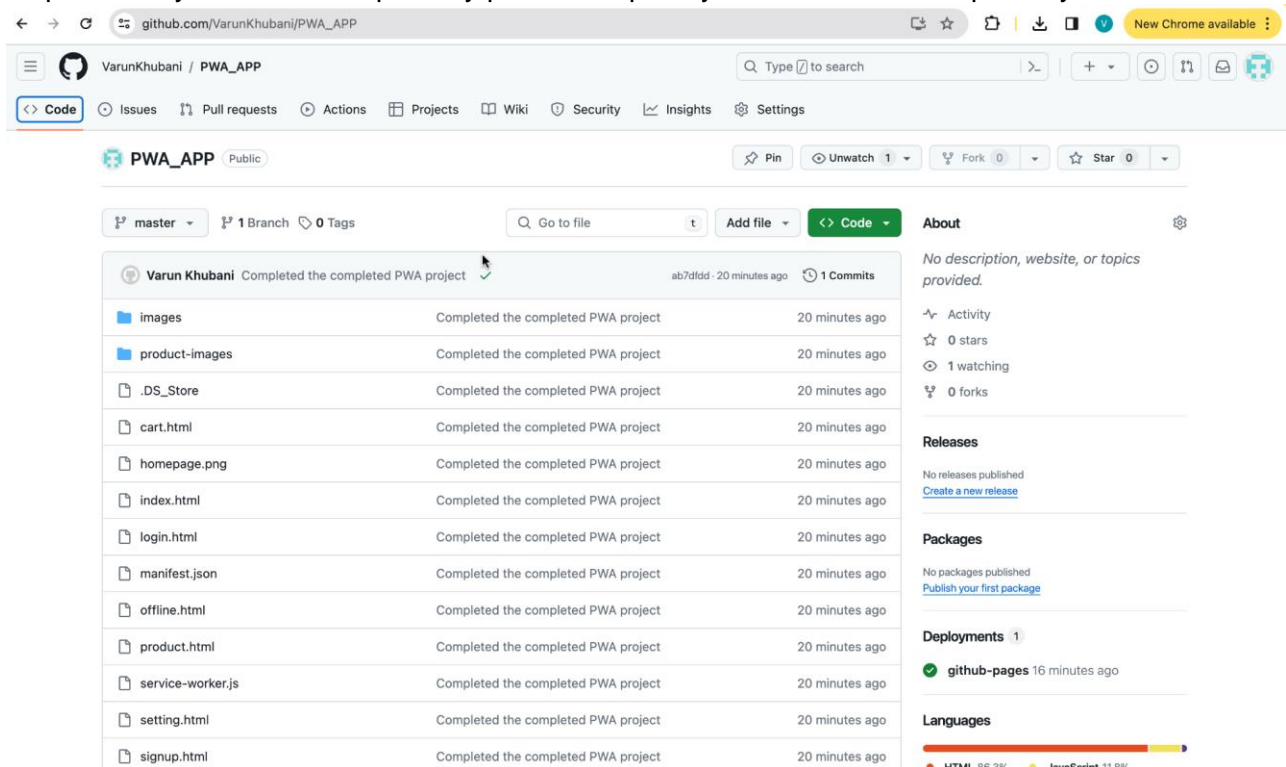 github.com/VarunKhubani/PWA_APP
New Chrome available
VarunKhubani / PWA_APP
Type / to search
Code Issues Pull requests Actions Projects Wiki Security Insights Settings
PWA_APP Public
Pin Unwatch 1 Fork 0 Star 0
master 1 Branch 0 Tags
Go to file t Add file Code
Varun Khubani Completed the completed PWA project ab7dfdd · 20 minutes ago 1 Commits
images Completed the completed PWA project 20 minutes ago
product-images Completed the completed PWA project 20 minutes ago
.DS_Store Completed the completed PWA project 20 minutes ago
cart.html Completed the completed PWA project 20 minutes ago
homepage.png Completed the completed PWA project 20 minutes ago
index.html Completed the completed PWA project 20 minutes ago
login.html Completed the completed PWA project 20 minutes ago
manifest.json Completed the completed PWA project 20 minutes ago
offline.html Completed the completed PWA project 20 minutes ago
product.html Completed the completed PWA project 20 minutes ago
service-worker.js Completed the completed PWA project 20 minutes ago
setting.html Completed the completed PWA project 20 minutes ago
signup.html Completed the completed PWA project 20 minutes ago
About
No description, website, or topics
provided.
Activity
0 stars
1 watching
0 forks
Releases
No releases published
Create a new release
Packages
No packages published
Publish your first package
Deployments 1
github-pages 16 minutes ago
Languages